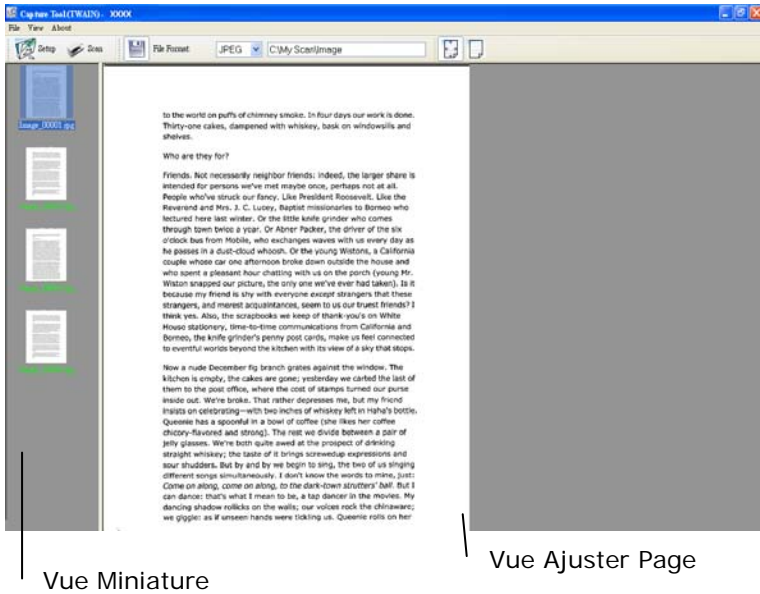 Capture Tool(TWAIN) - XXXX
File View About
Setup Scan File Format: JPEG C:\My Scan\Image
Image_00001.jpg
to the world on puffs of chimney smoke. In four days our work is done.
Thirty-one cakes, dampened with whiskey, bask on windowsills and
shelves.
Who are they for?
Friends. Not necessarily neighbor friends: indeed, the larger share is
intended for persons we've met maybe once, perhaps not at all.
People who've struck our fancy. Like President Roosevelt. Like the
Reverend and Mrs. J. C. Lucey, Baptist missionaries to Borneo who
lectured here last winter. Or the little knife grinder who comes
through town twice a year. Or Abner Packer, the driver of the six
o'clock bus from Mobile, who exchanges waves with us every day as
he passes in a dust-cloud whoosh. Or the young Wistons, a California
couple whose car one afternoon broke down outside the house and
who spent a pleasant hour chatting with us on the porch (young Mr.
Wiston snapped our picture, the only one we've ever had taken). Is it
because my friend is shy with everyone except strangers that these
strangers, and merest acquaintances, seem to us our truest friends? I
think yes. Also, the scrapbooks we keep of thank-you's on White
House stationery, time-to-time communications from California and
Borneo, the knife grinder's penny post cards, make us feel connected
to eventful worlds beyond the kitchen with its view of a sky that stops.
Now a nude December fig branch grates against the window. The
kitchen is empty, the cakes are gone; yesterday we carted the last of
them to the post office, where the cost of stamps turned our purse
inside out. We're broke. That rather depresses me, but my friend
insists on celebrating—with two inches of whiskey left in Haha's bottle.
Queenie has a spoonful in a bowl of coffee (she likes her coffee
chicory-flavored and strong). The rest we divide between a pair of
jelly glasses. We're both quite awed at the prospect of drinking
straight whiskey; the taste of it brings screwedup expressions and
sour shudders. But by and by we begin to sing, the two of us singing
different songs simultaneously. I don't know the words to mine, just:
Come on along, come on along, to the dark-town strutters' ball. But I
can dance: that's what I mean to be, a tap dancer in the movies. My
dancing shadow rollicks on the walls; our voices rock the chinaware;
we giggle: as if unseen hands were tickling us. Queenie rolls on her
Vue Ajuster Page
Vue Miniature